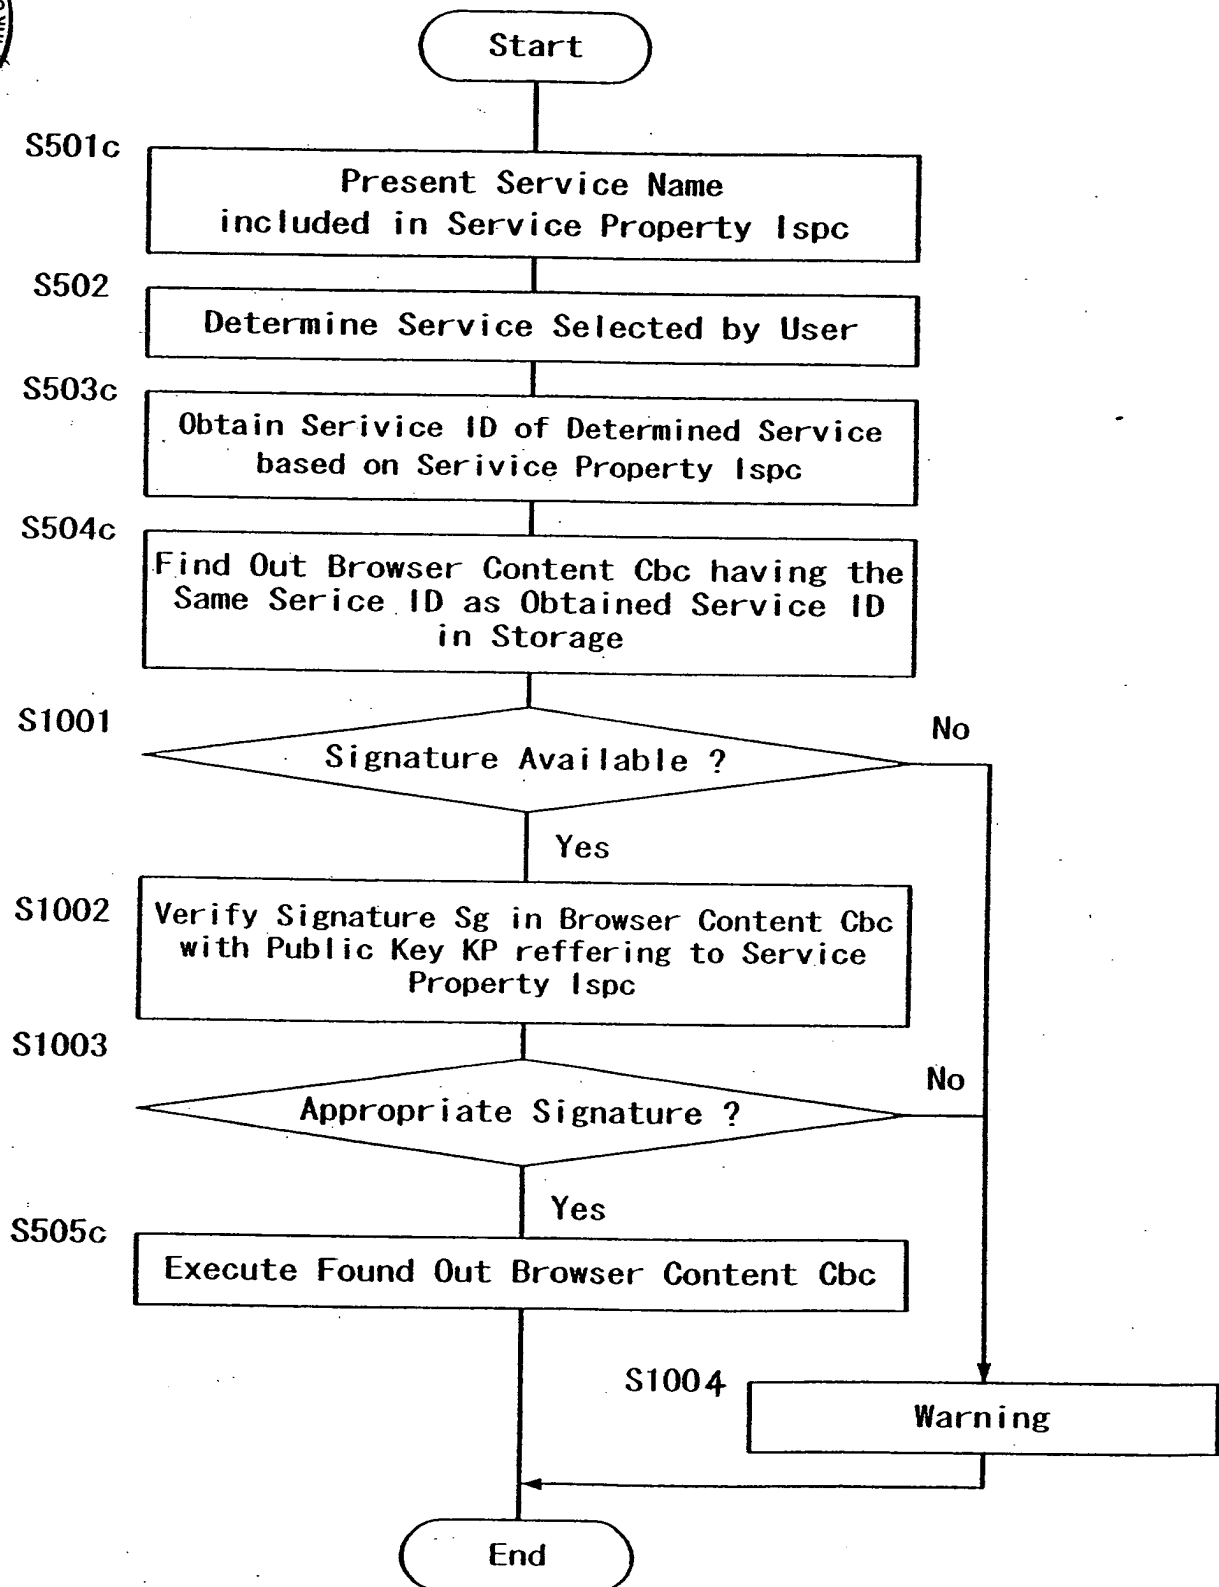 Start
S501c
Present Service Name
included in Service Property Ispc
S502
Determine Service Selected by User
S503c
Obtain Serivice ID of Determined Service
based on Serivice Property Ispc
S504c
Find Out Browser Content Cbc having the
Same Serice ID as Obtained Service ID
in Storage
S1001
Signature Available ?
No
Yes
S1002
Verify Signature Sg in Browser Content Cbc
with Public Key KP reffering to Service
Property Ispc
S1003
Appropriate Signature ?
No
Yes
S505c
Execute Found Out Browser Content Cbc
S1004
Warning
End